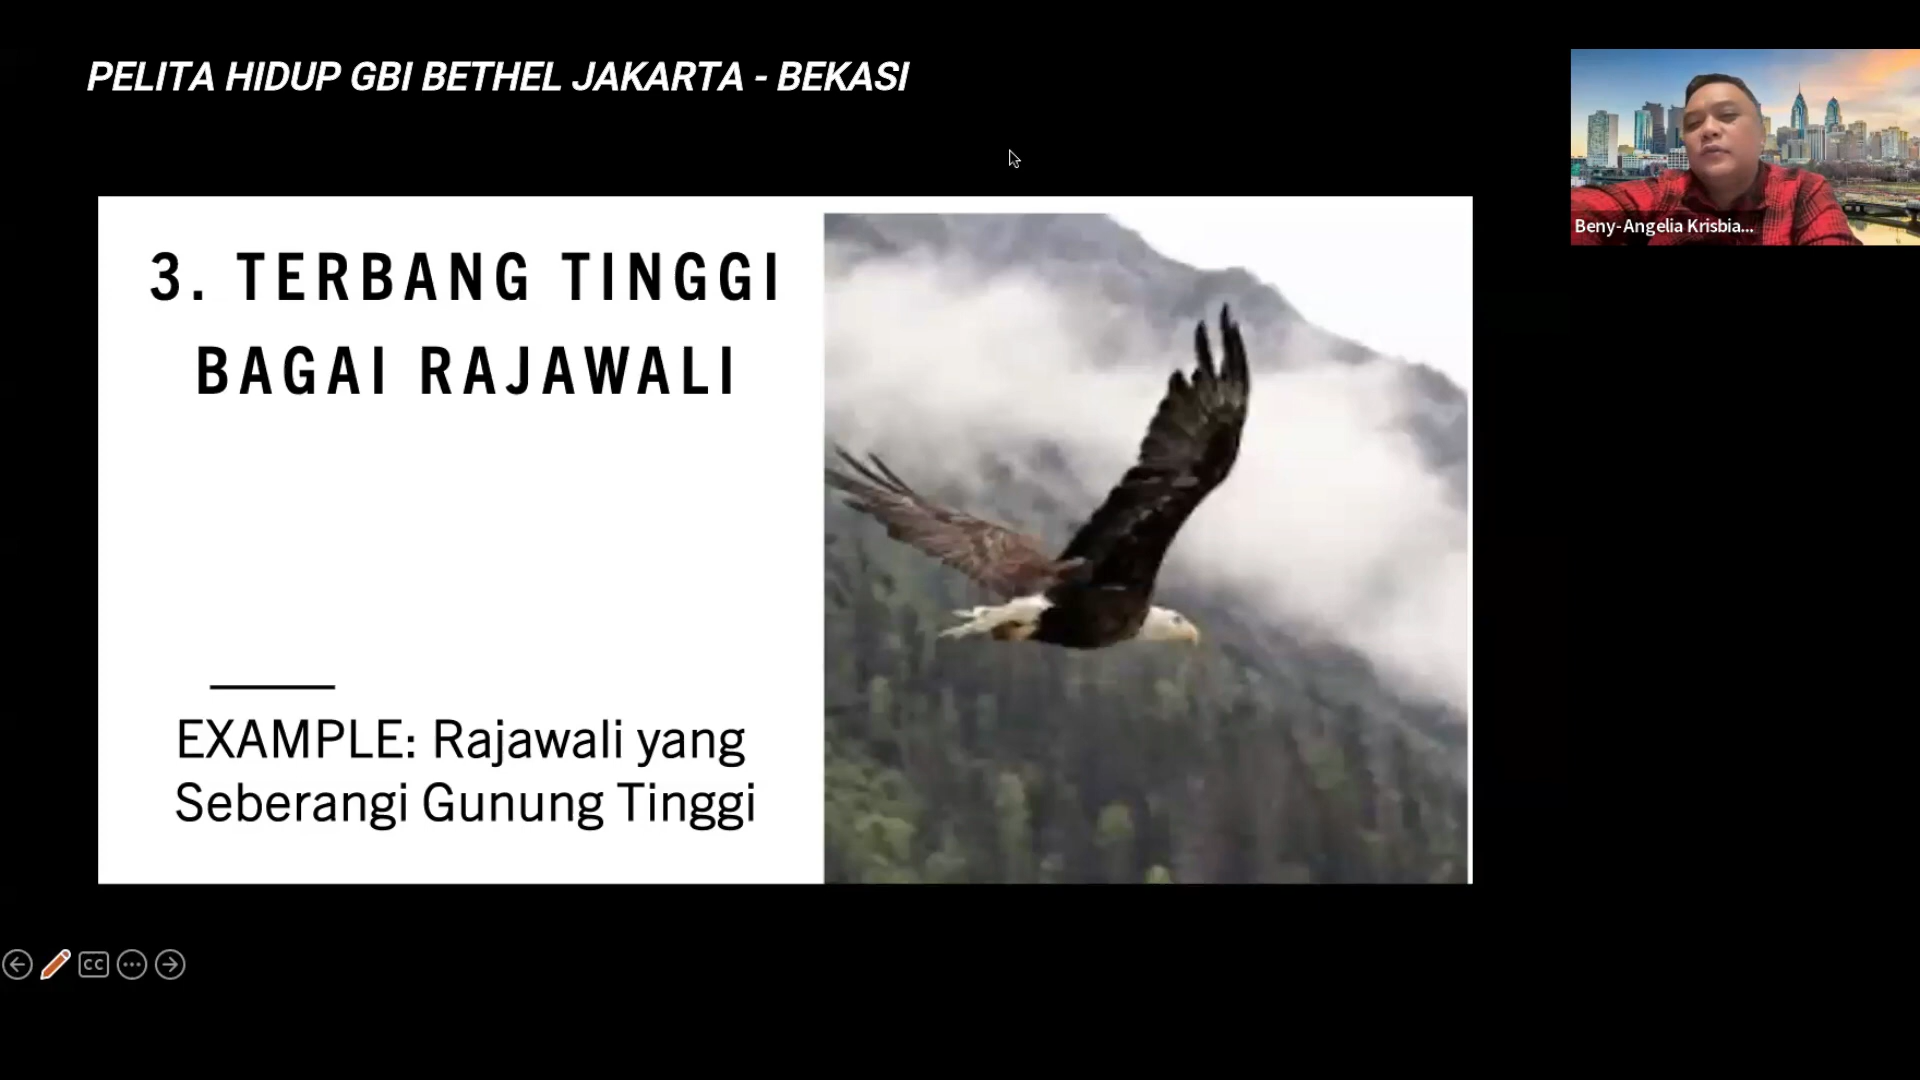 PELITA HIDUP GBI BETHEL JAKARTA - BEKASI
3. TERBANG TINGGI
BAGAI RAJAWALI
EXAMPLE: Rajawali yang
Seberangi Gunung Tinggi
Beny-Angelia Krisbia...
CC